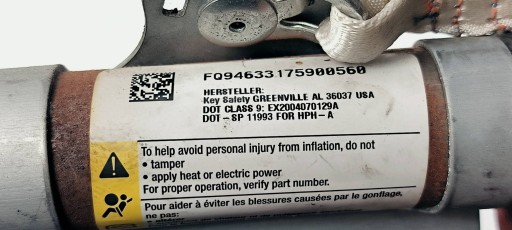 FQ94633175900560
HERSTELLER:
Key Safety GREENVILLE AL 36037 USA
DOT CLASS 9: EX2004070129A
DOT - SP 11993 FOR HPH - A
To help avoid personal injury from inflation, do not
• tamper
• apply heat or electric power
For proper operation, verify part number.
Pour aider à éviter les blessures causées par le gonflage,
ne pas: